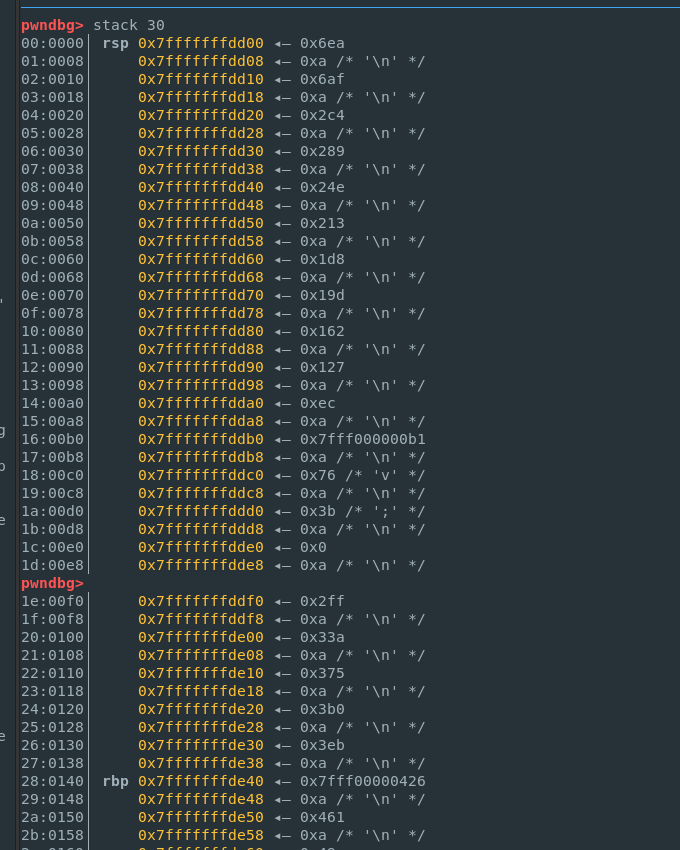 pwndbg> stack 30
00:0000│ rsp 0x7fffffffdd00 ◂— 0x6ea
01:0008│     0x7fffffffdd08 ◂— 0xa /* '\n' */
02:0010│     0x7fffffffdd10 ◂— 0x6af
03:0018│     0x7fffffffdd18 ◂— 0xa /* '\n' */
04:0020│     0x7fffffffdd20 ◂— 0x2c4
05:0028│     0x7fffffffdd28 ◂— 0xa /* '\n' */
06:0030│     0x7fffffffdd30 ◂— 0x289
07:0038│     0x7fffffffdd38 ◂— 0xa /* '\n' */
08:0040│     0x7fffffffdd40 ◂— 0x24e
09:0048│     0x7fffffffdd48 ◂— 0xa /* '\n' */
0a:0050│     0x7fffffffdd50 ◂— 0x213
0b:0058│     0x7fffffffdd58 ◂— 0xa /* '\n' */
0c:0060│     0x7fffffffdd60 ◂— 0x1d8
0d:0068│     0x7fffffffdd68 ◂— 0xa /* '\n' */
0e:0070│     0x7fffffffdd70 ◂— 0x19d
0f:0078│     0x7fffffffdd78 ◂— 0xa /* '\n' */
10:0080│     0x7fffffffdd80 ◂— 0x162
11:0088│     0x7fffffffdd88 ◂— 0xa /* '\n' */
12:0090│     0x7fffffffdd90 ◂— 0x127
13:0098│     0x7fffffffdd98 ◂— 0xa /* '\n' */
14:00a0│     0x7fffffffdda0 ◂— 0xec
15:00a8│     0x7fffffffdda8 ◂— 0xa /* '\n' */
16:00b0│     0x7fffffffddb0 ◂— 0x7fff000000b1
17:00b8│     0x7fffffffddb8 ◂— 0xa /* '\n' */
18:00c0│     0x7fffffffddc0 ◂— 0x76 /* 'v' */
19:00c8│     0x7fffffffddc8 ◂— 0xa /* '\n' */
1a:00d0│     0x7fffffffddd0 ◂— 0x3b /* ';' */
1b:00d8│     0x7fffffffddd8 ◂— 0xa /* '\n' */
1c:00e0│     0x7fffffffdde0 ◂— 0x0
1d:00e8│     0x7fffffffdde8 ◂— 0xa /* '\n' */
pwndbg>
1e:00f0│     0x7fffffffddf0 ◂— 0x2ff
1f:00f8│     0x7fffffffddf8 ◂— 0xa /* '\n' */
20:0100│     0x7fffffffde00 ◂— 0x33a
21:0108│     0x7fffffffde08 ◂— 0xa /* '\n' */
22:0110│     0x7fffffffde10 ◂— 0x375
23:0118│     0x7fffffffde18 ◂— 0xa /* '\n' */
24:0120│     0x7fffffffde20 ◂— 0x3b0
25:0128│     0x7fffffffde28 ◂— 0xa /* '\n' */
26:0130│     0x7fffffffde30 ◂— 0x3eb
27:0138│     0x7fffffffde38 ◂— 0xa /* '\n' */
28:0140│ rbp 0x7fffffffde40 ◂— 0x7fff00000426
29:0148│     0x7fffffffde48 ◂— 0xa /* '\n' */
2a:0150│     0x7fffffffde50 ◂— 0x461
2b:0158│     0x7fffffffde58 ◂— 0xa /* '\n' */